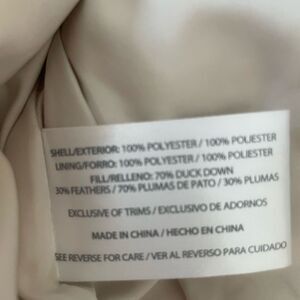 SHELL/EXTERIOR: 100% POLYESTER / 100% POLIESTER
LINING/FORRO: 100% POLYESTER / 100% POLIESTER
FILL/RELLENO: 70% DUCK DOWN
30% FEATHERS / 70% PLUMAS DE PATO / 30% PLUMAS
EXCLUSIVE OF TRIMS / EXCLUSIVO DE ADORNOS
MADE IN CHINA / HECHO EN CHINA
SEE REVERSE FOR CARE / VER AL REVERSO PARA CUIDADO